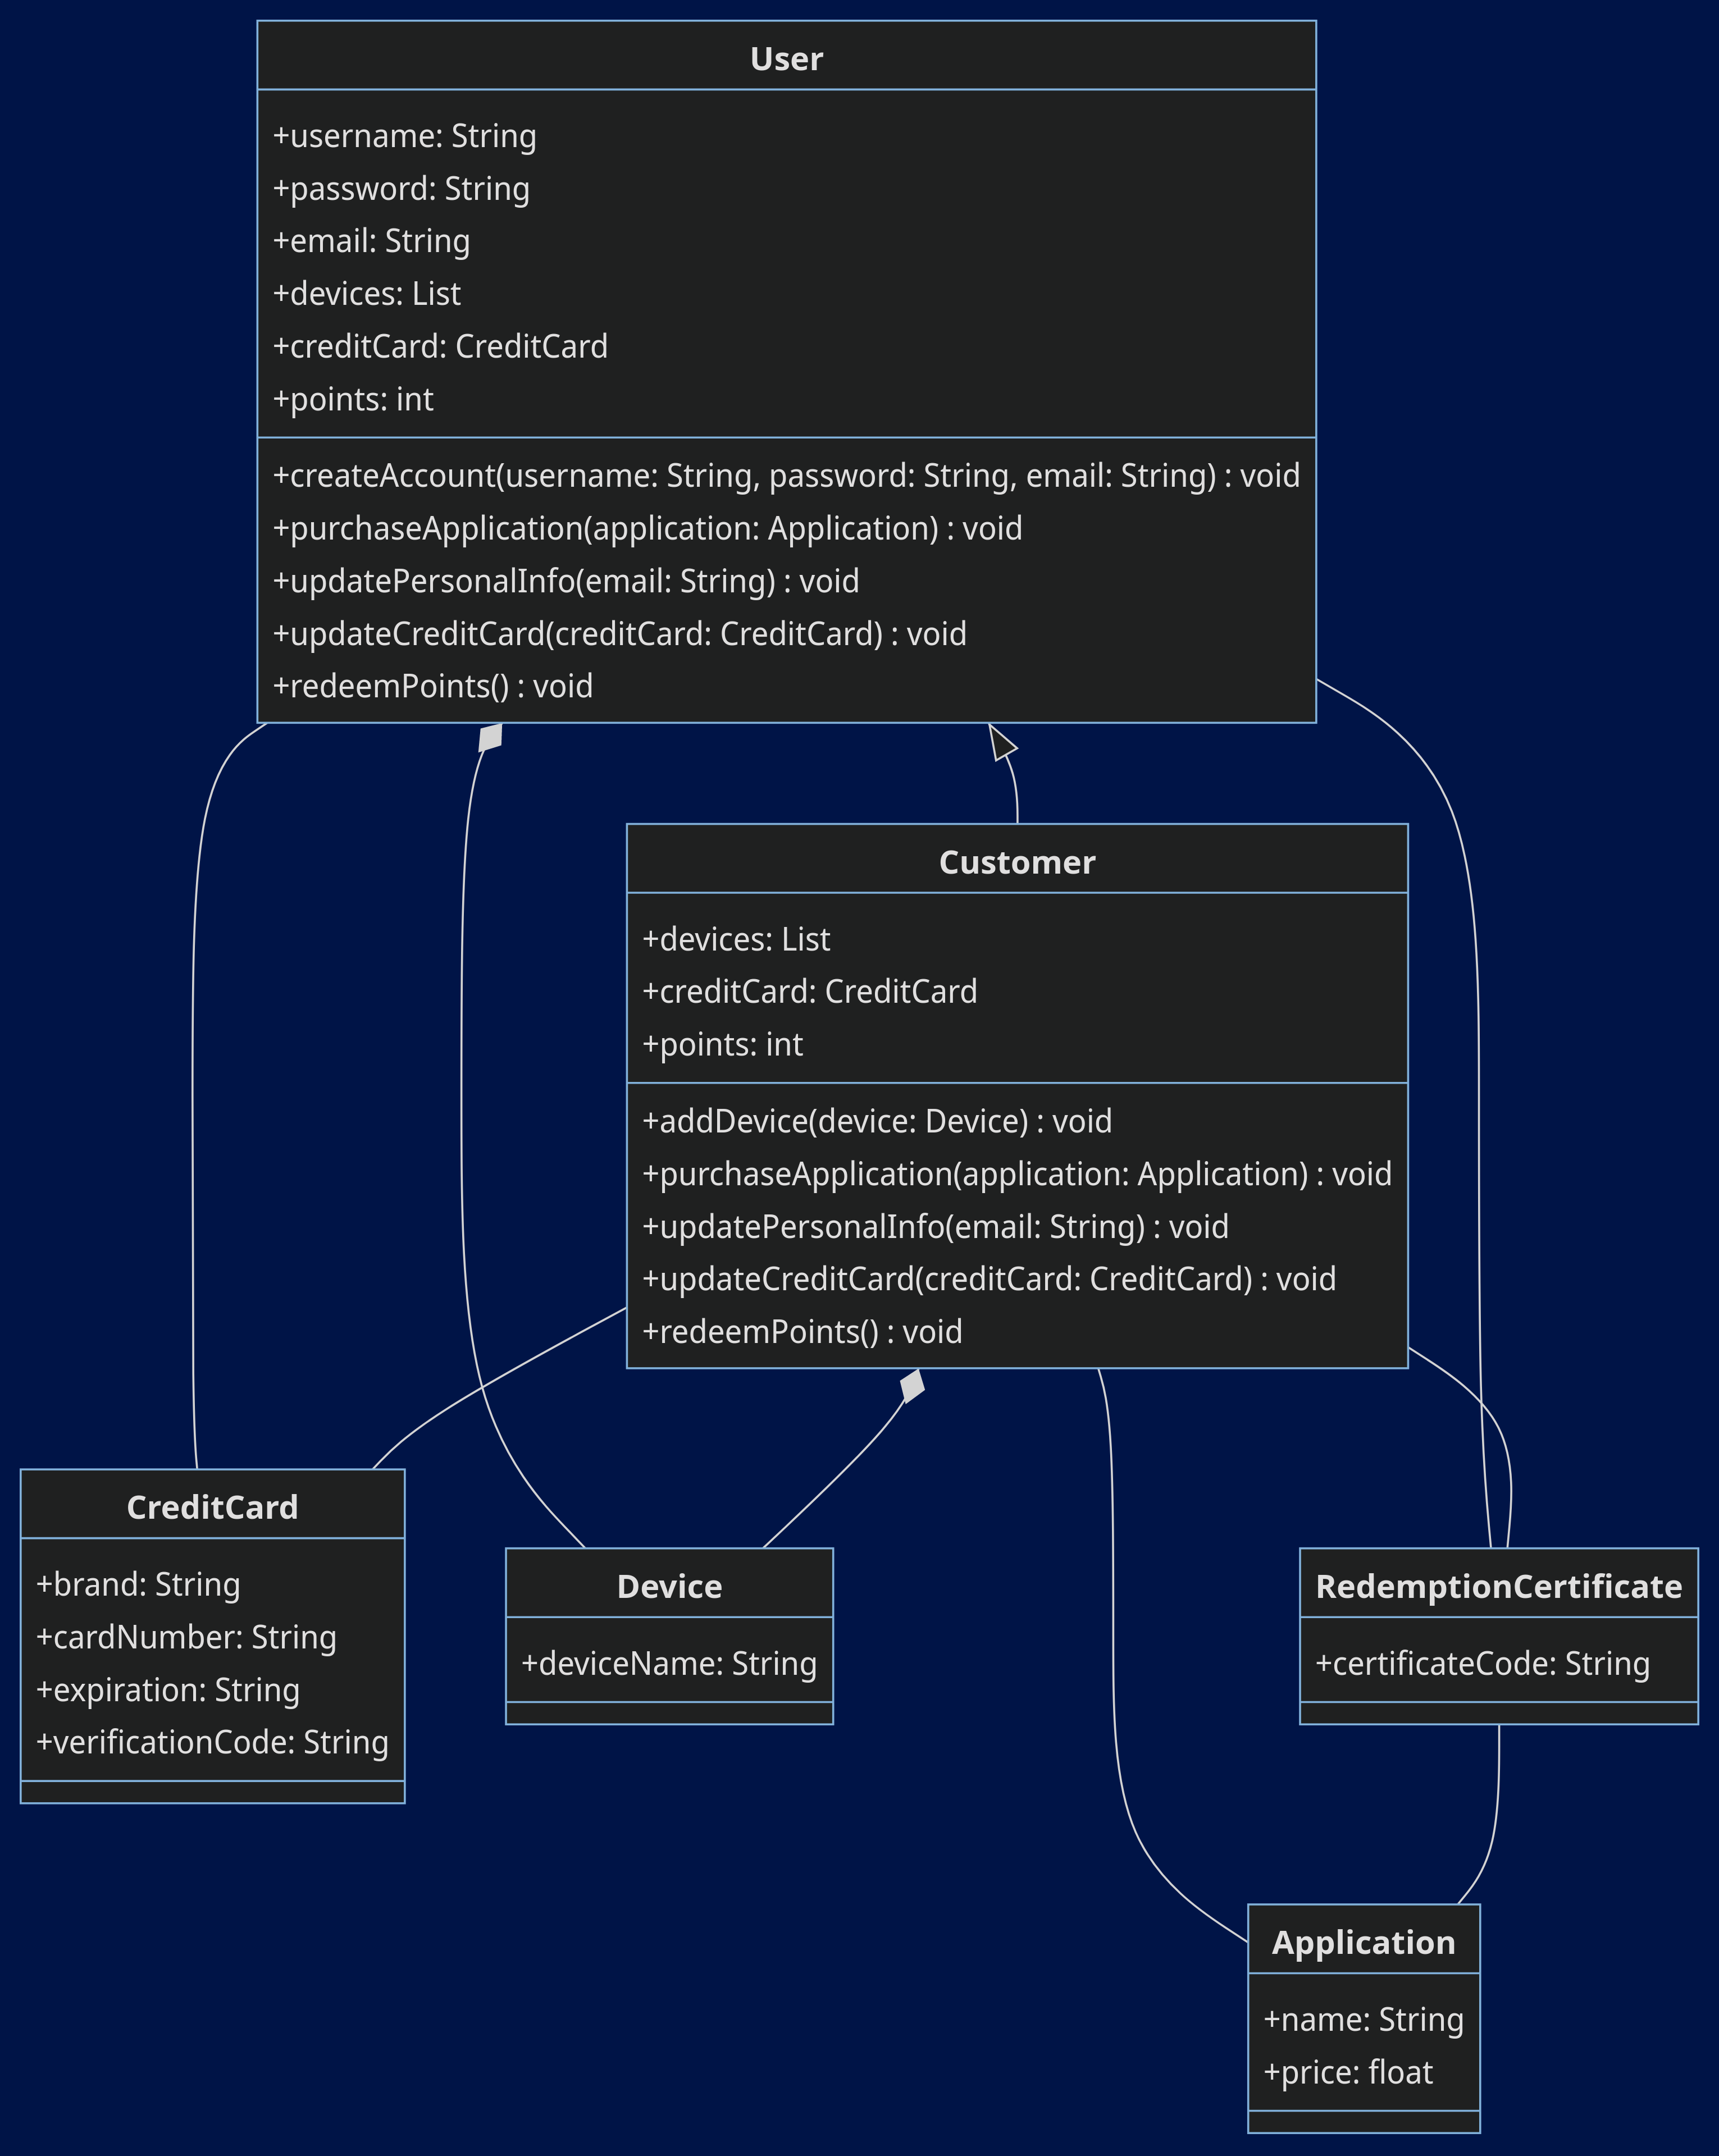 User
+username: String
+password: String
+email: String
+devices: List
+creditCard: CreditCard
+points: int
+createAccount(username: String, password: String, email: String) : void
+purchaseApplication(application: Application) : void
+updatePersonalInfo(email: String) : void
+updateCreditCard(creditCard: CreditCard) : void
+redeemPoints() : void
Customer
+devices: List
+creditCard: CreditCard
+points: int
+addDevice(device: Device) : void
+purchaseApplication(application: Application) : void
+updatePersonalInfo(email: String) : void
+updateCreditCard(creditCard: CreditCard) : void
+redeemPoints() : void
CreditCard
+brand: String
+cardNumber: String
+expiration: String
+verificationCode: String
Device
+deviceName: String
RedemptionCertificate
+certificateCode: String
Application
+name: String
+price: float